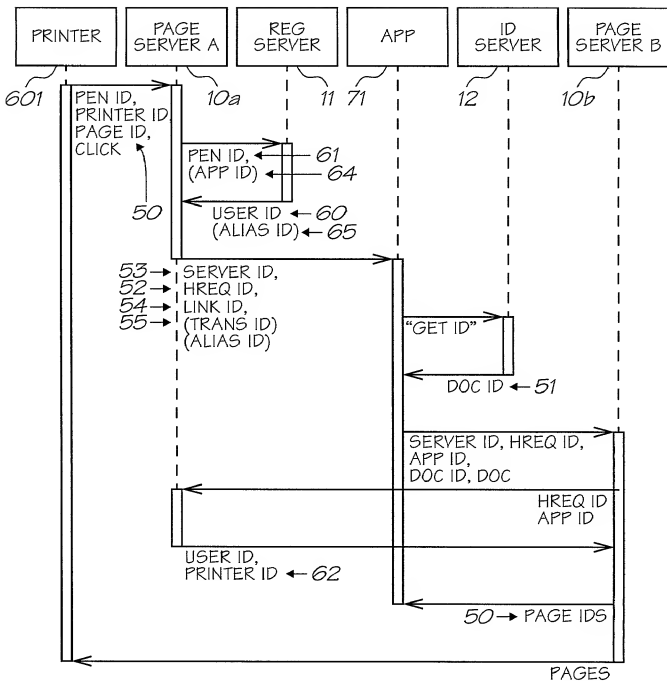 PRINTER
PAGE
SERVER A
REG
SERVER
APP
ID
SERVER
PAGE
SERVER B
601
10a
11
71
12
10b
PEN ID,
PRINTER ID,
PAGE ID,
CLICK
50
PEN ID, 61
(APP ID) 64
USER ID 60
(ALIAS ID) 65
53 SERVER ID,
52 HREQ ID,
54 LINK ID,
55 (TRANS ID)
(ALIAS ID)
"GET ID"
DOC ID 51
SERVER ID, HREQ ID,
APP ID,
DOC ID, DOC
HREQ ID
APP ID
USER ID,
PRINTER ID 62
50 PAGE IDS
PAGES